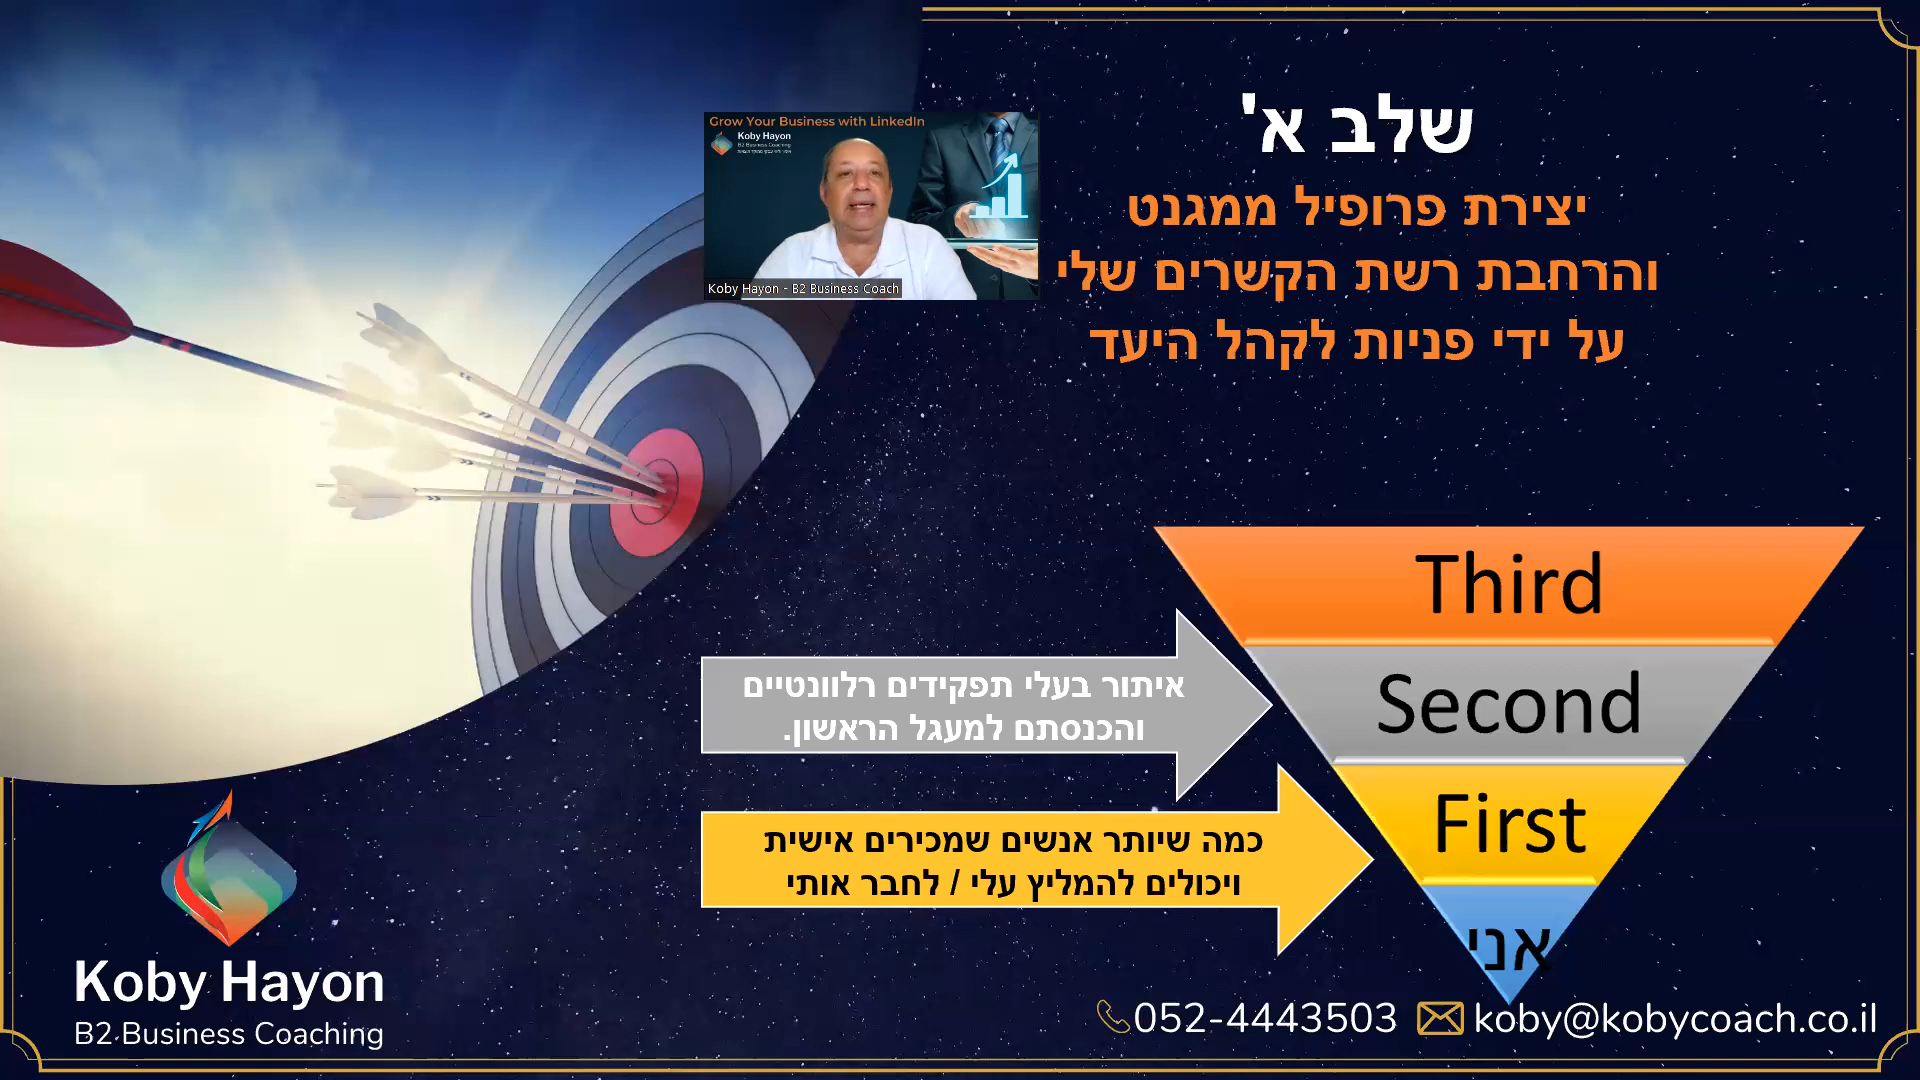 שלב א'
יצירת פרופיל ממגנט
והרחבת רשת הקשרים שלי
על ידי פניות לקהל היעד
Grow Your Business with LinkedIn
Koby Hayon
B2 Business Coaching
Koby Hayon - B2 Business Coach
Third
Second
First
אני
איתור בעלי תפקידים רלוונטיים
והכנסתם למעגל הראשון.
כמה שיותר אנשים שמכירים אישית
ויכולים להמליץ עלי / לחבר אותי
Koby Hayon
B2 Business Coaching
052-4443503
koby@kobycoach.co.il